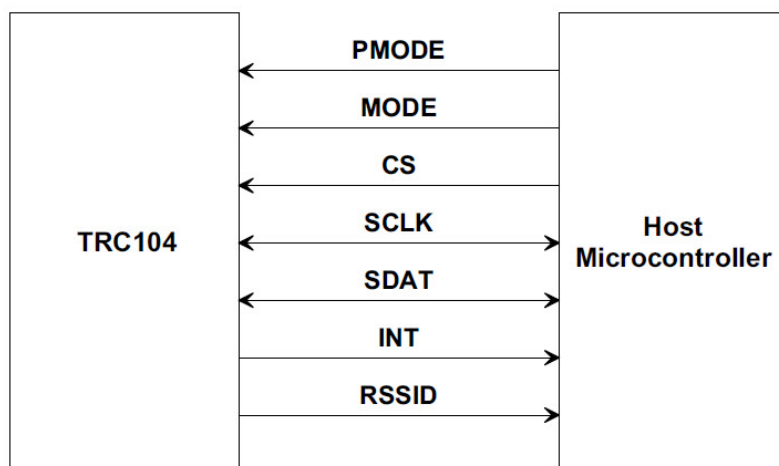 PMODE
MODE
CS
SCLK
SDAT
INT
RSSID
TRC104
Host
Microcontroller